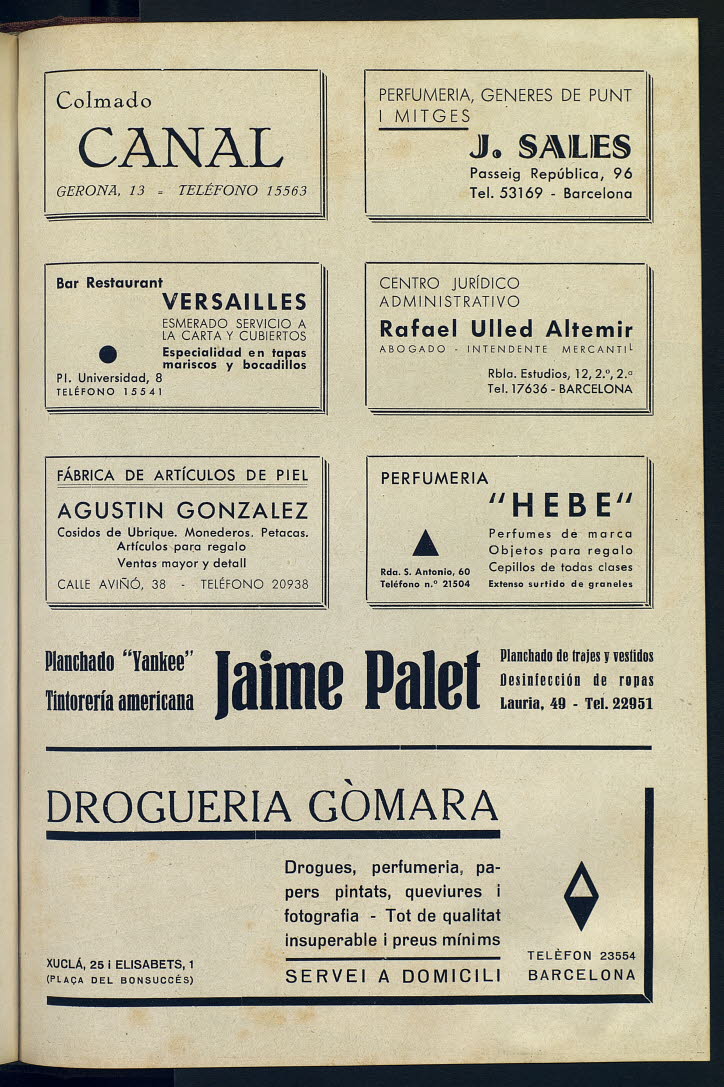 Colmado
CANAL
GERONA, 13 - TELÉFONO 15563
PERFUMERIA, GENERES DE PUNT
I MITGES
J. SALES
Passeig República, 96
Tel. 53169 - Barcelona
Bar Restaurant
VERSAILLES
ESMERADO SERVICIO A
LA CARTA Y CUBIERTOS
Especialidad en tapas
mariscos y bocadillos
Pl. Universidad, 8
TELÉFONO 15541
CENTRO JURÍDICO
ADMINISTRATIVO
Rafael Ulled Altemir
ABOGADO - INTENDENTE MERCANTIL
Rbla. Estudios, 12, 2.º, 2.ª
Tel. 17636 - BARCELONA
FÁBRICA DE ARTÍCULOS DE PIEL
AGUSTIN GONZALEZ
Cosidos de Ubrique. Monederos. Petacas.
Artículos para regalo
Ventas mayor y detall
CALLE AVIÑÓ, 38 - TELÉFONO 20938
PERFUMERIA
"HEBE"
Perfumes de marca
Objetos para regalo
Cepillos de todas clases
Extenso surtido de graneles
Rda. S. Antonio, 60
Teléfono n.º 21504
Planchado "Yankee"
Tintorería americana
Jaime Palet
Planchado de trajes y vestidos
Desinfección de ropas
Lauria, 49 - Tel. 22951
DROGUERIA GÒMARA
Drogues, perfumeria, pa-
pers pintats, queviures i
fotografia - Tot de qualitat
insuperable i preus mínims
SERVEI A DOMICILI
XUCLÁ, 25 i ELISABETS, 1
(PLAÇA DEL BONSUCCÉS)
TELÈFON 23554
BARCELONA